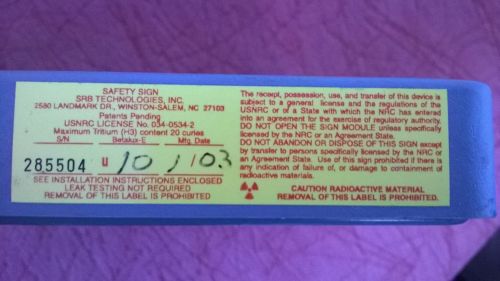 SAFETY SIGN
SRB TECHNOLOGIES, INC.
2580 LANDMARK DR., WINSTON-SALEM, NC 27103
Patents Pending
USNRC LICENSE No. 034-0534-2
Maximum Tritium (H3) content 20 curies
S/N Betalux-E Mfg. Date
285504 u 10 / / 03
SEE INSTALLATION INSTRUCTIONS ENCLOSED
LEAK TESTING NOT REQUIRED
REMOVAL OF THIS LABEL IS PROHIBITED
The receipt, possession, use, and transfer of this device is
subject to a general license and the regulations of the
USNRC or of a State with which the NRC has entered
into an agreement for the exercise of regulatory authority.
DO NOT OPEN THE SIGN MODULE unless specifically
licensed by the NRC or an Agreement State.
DO NOT ABANDON OR DISPOSE OF THIS SIGN except
by transfer to persons specifically licensed by the NRC or
an Agreement State. Use of this sign prohibited if there is
any indication of failure of, or damage to containment of
radioactive materials.
CAUTION RADIOACTIVE MATERIAL
REMOVAL OF THIS LABEL IS PROHIBITED.